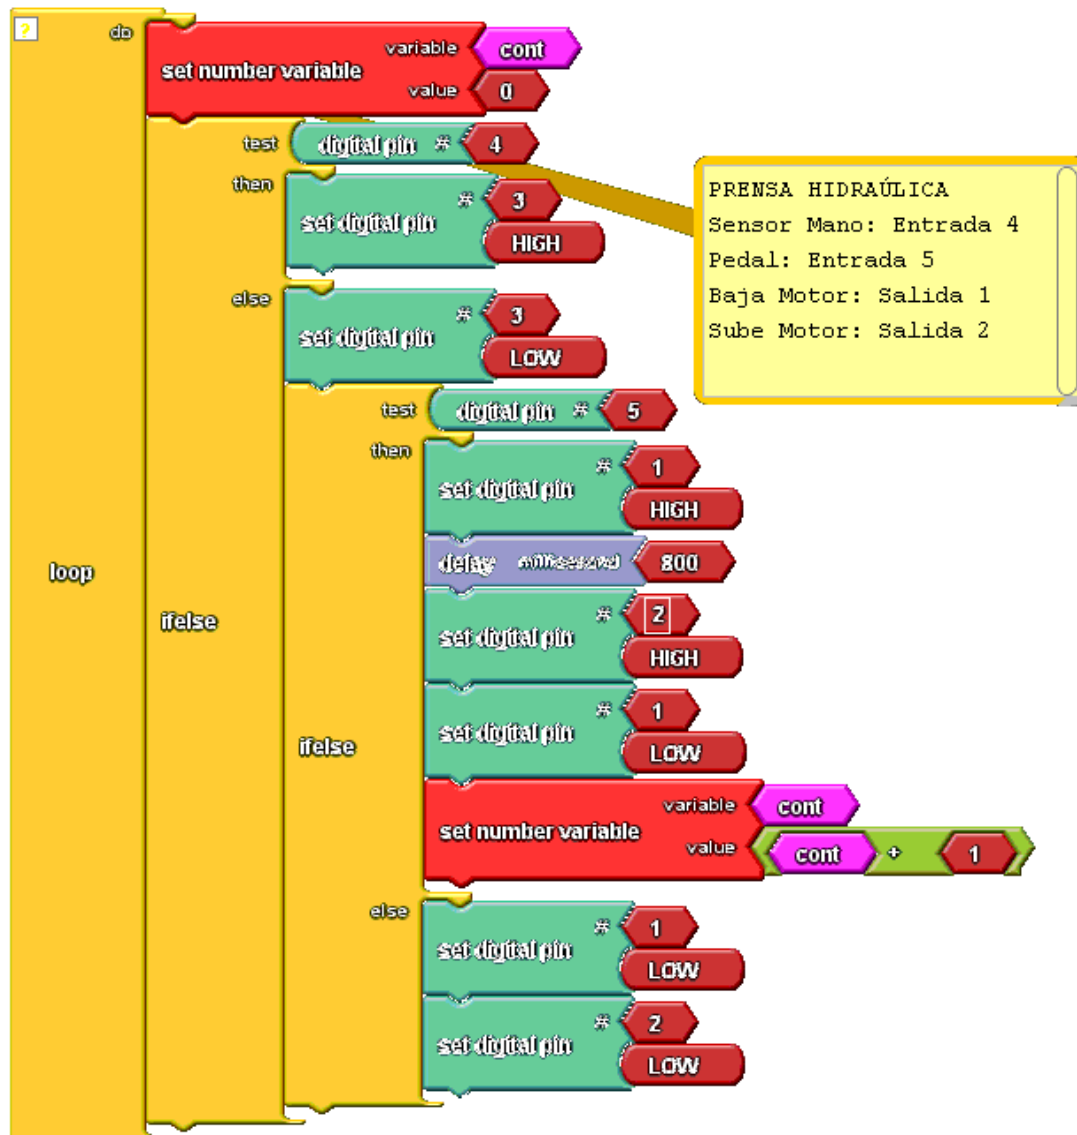 ?
do
variable cont
set number variable
value 0
test digital pin # 4
then
# 3
set digital pin
HIGH
else
# 3
set digital pin
LOW
test digital pin # 5
then
# 1
set digital pin
HIGH
delay millisecond 800
# 2
set digital pin
HIGH
# 1
set digital pin
LOW
variable cont
set number variable
value cont + 1
else
# 1
set digital pin
LOW
# 2
set digital pin
LOW
loop
ifelse
ifelse
PRENSA HIDRAÚLICA
Sensor Mano: Entrada 4
Pedal: Entrada 5
Baja Motor: Salida 1
Sube Motor: Salida 2